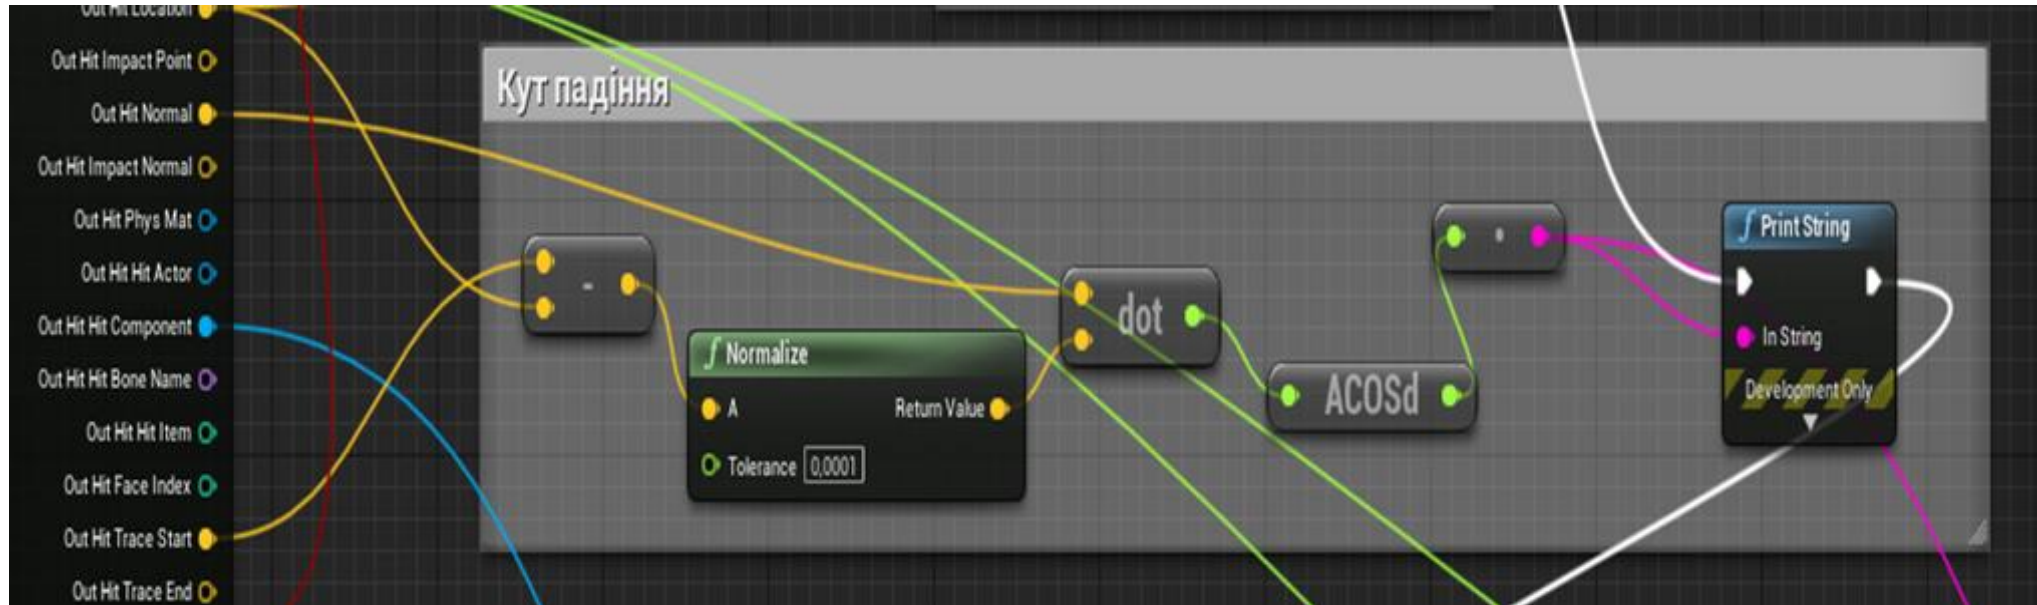 Out Hit Location
Out Hit Impact Point
Out Hit Normal
Out Hit Impact Normal
Out Hit Phys Mat
Out Hit Hit Actor
Out Hit Hit Component
Out Hit Hit Bone Name
Out Hit Hit Item
Out Hit Face Index
Out Hit Trace Start
Out Hit Trace End
Кут падіння
-
f Normalize
A Return Value
Tolerance 0,0001
dot
ACOSd
f Print String
In String
Development Only